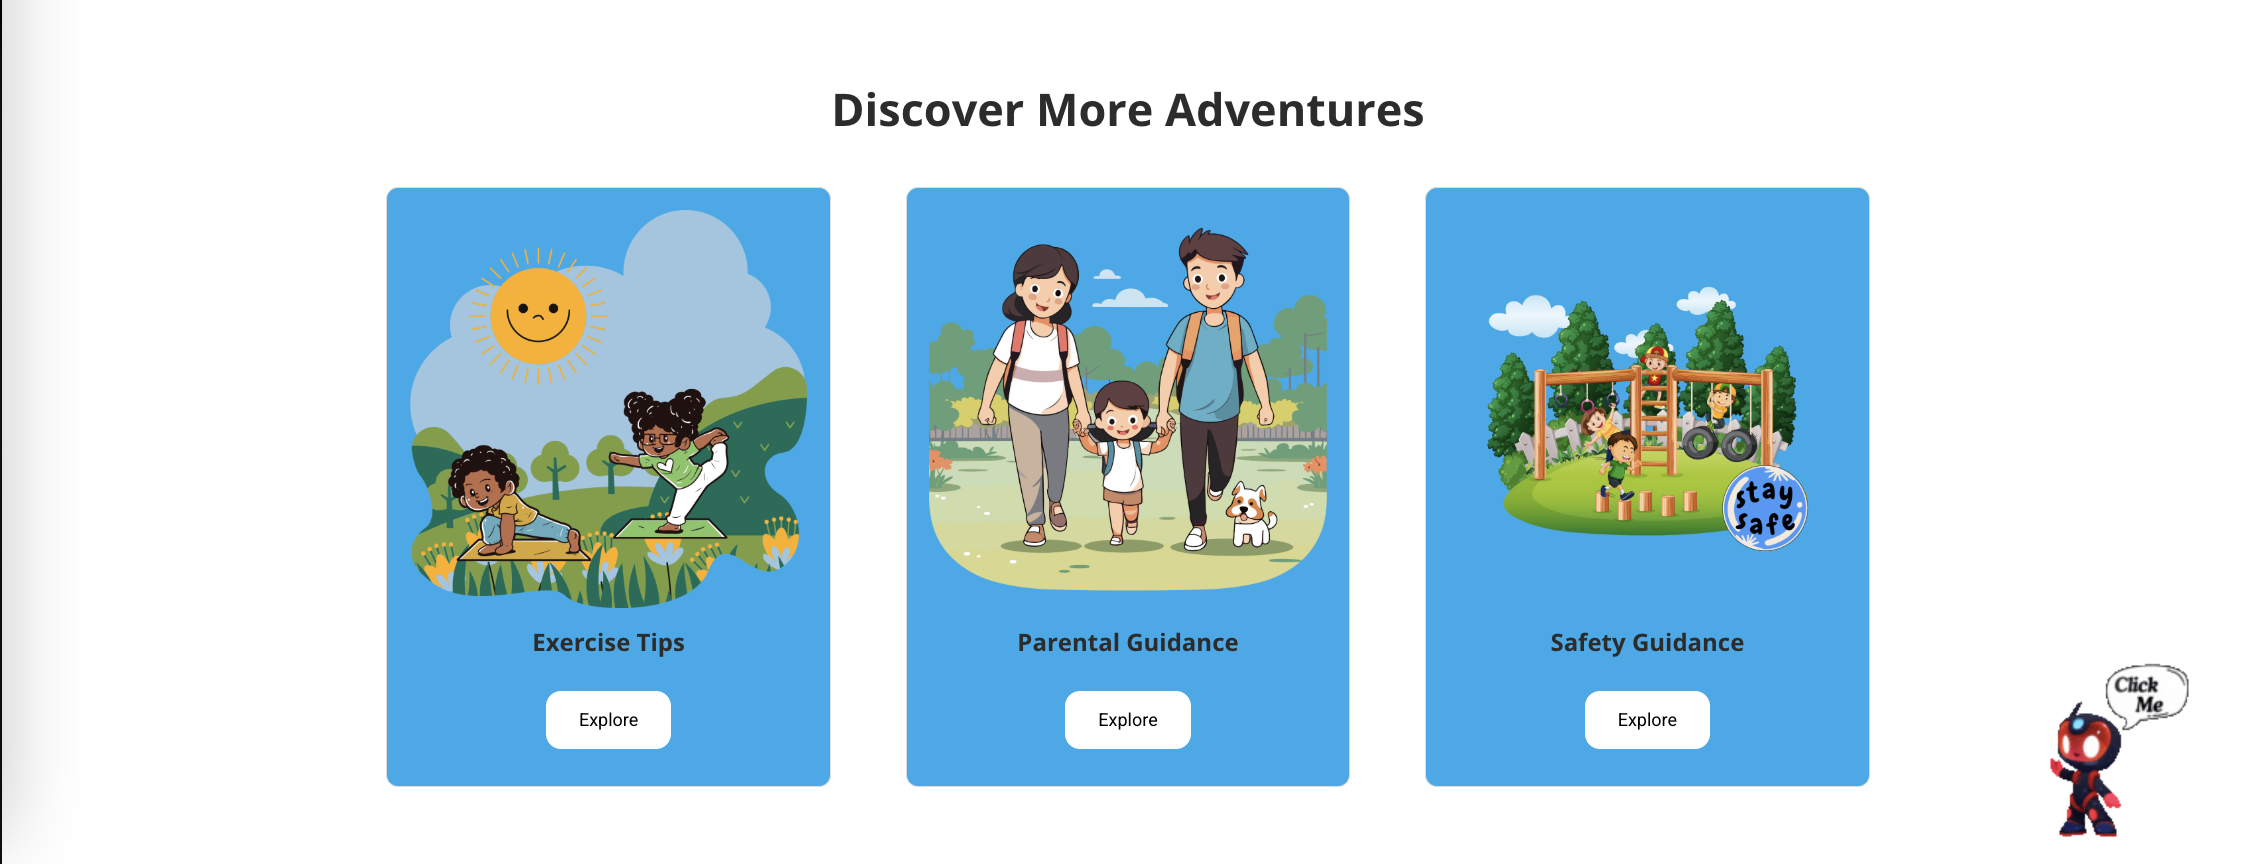 Discover More Adventures
stay
safe
Exercise Tips
Parental Guidance
Safety Guidance
Explore
Explore
Explore
Click
Me